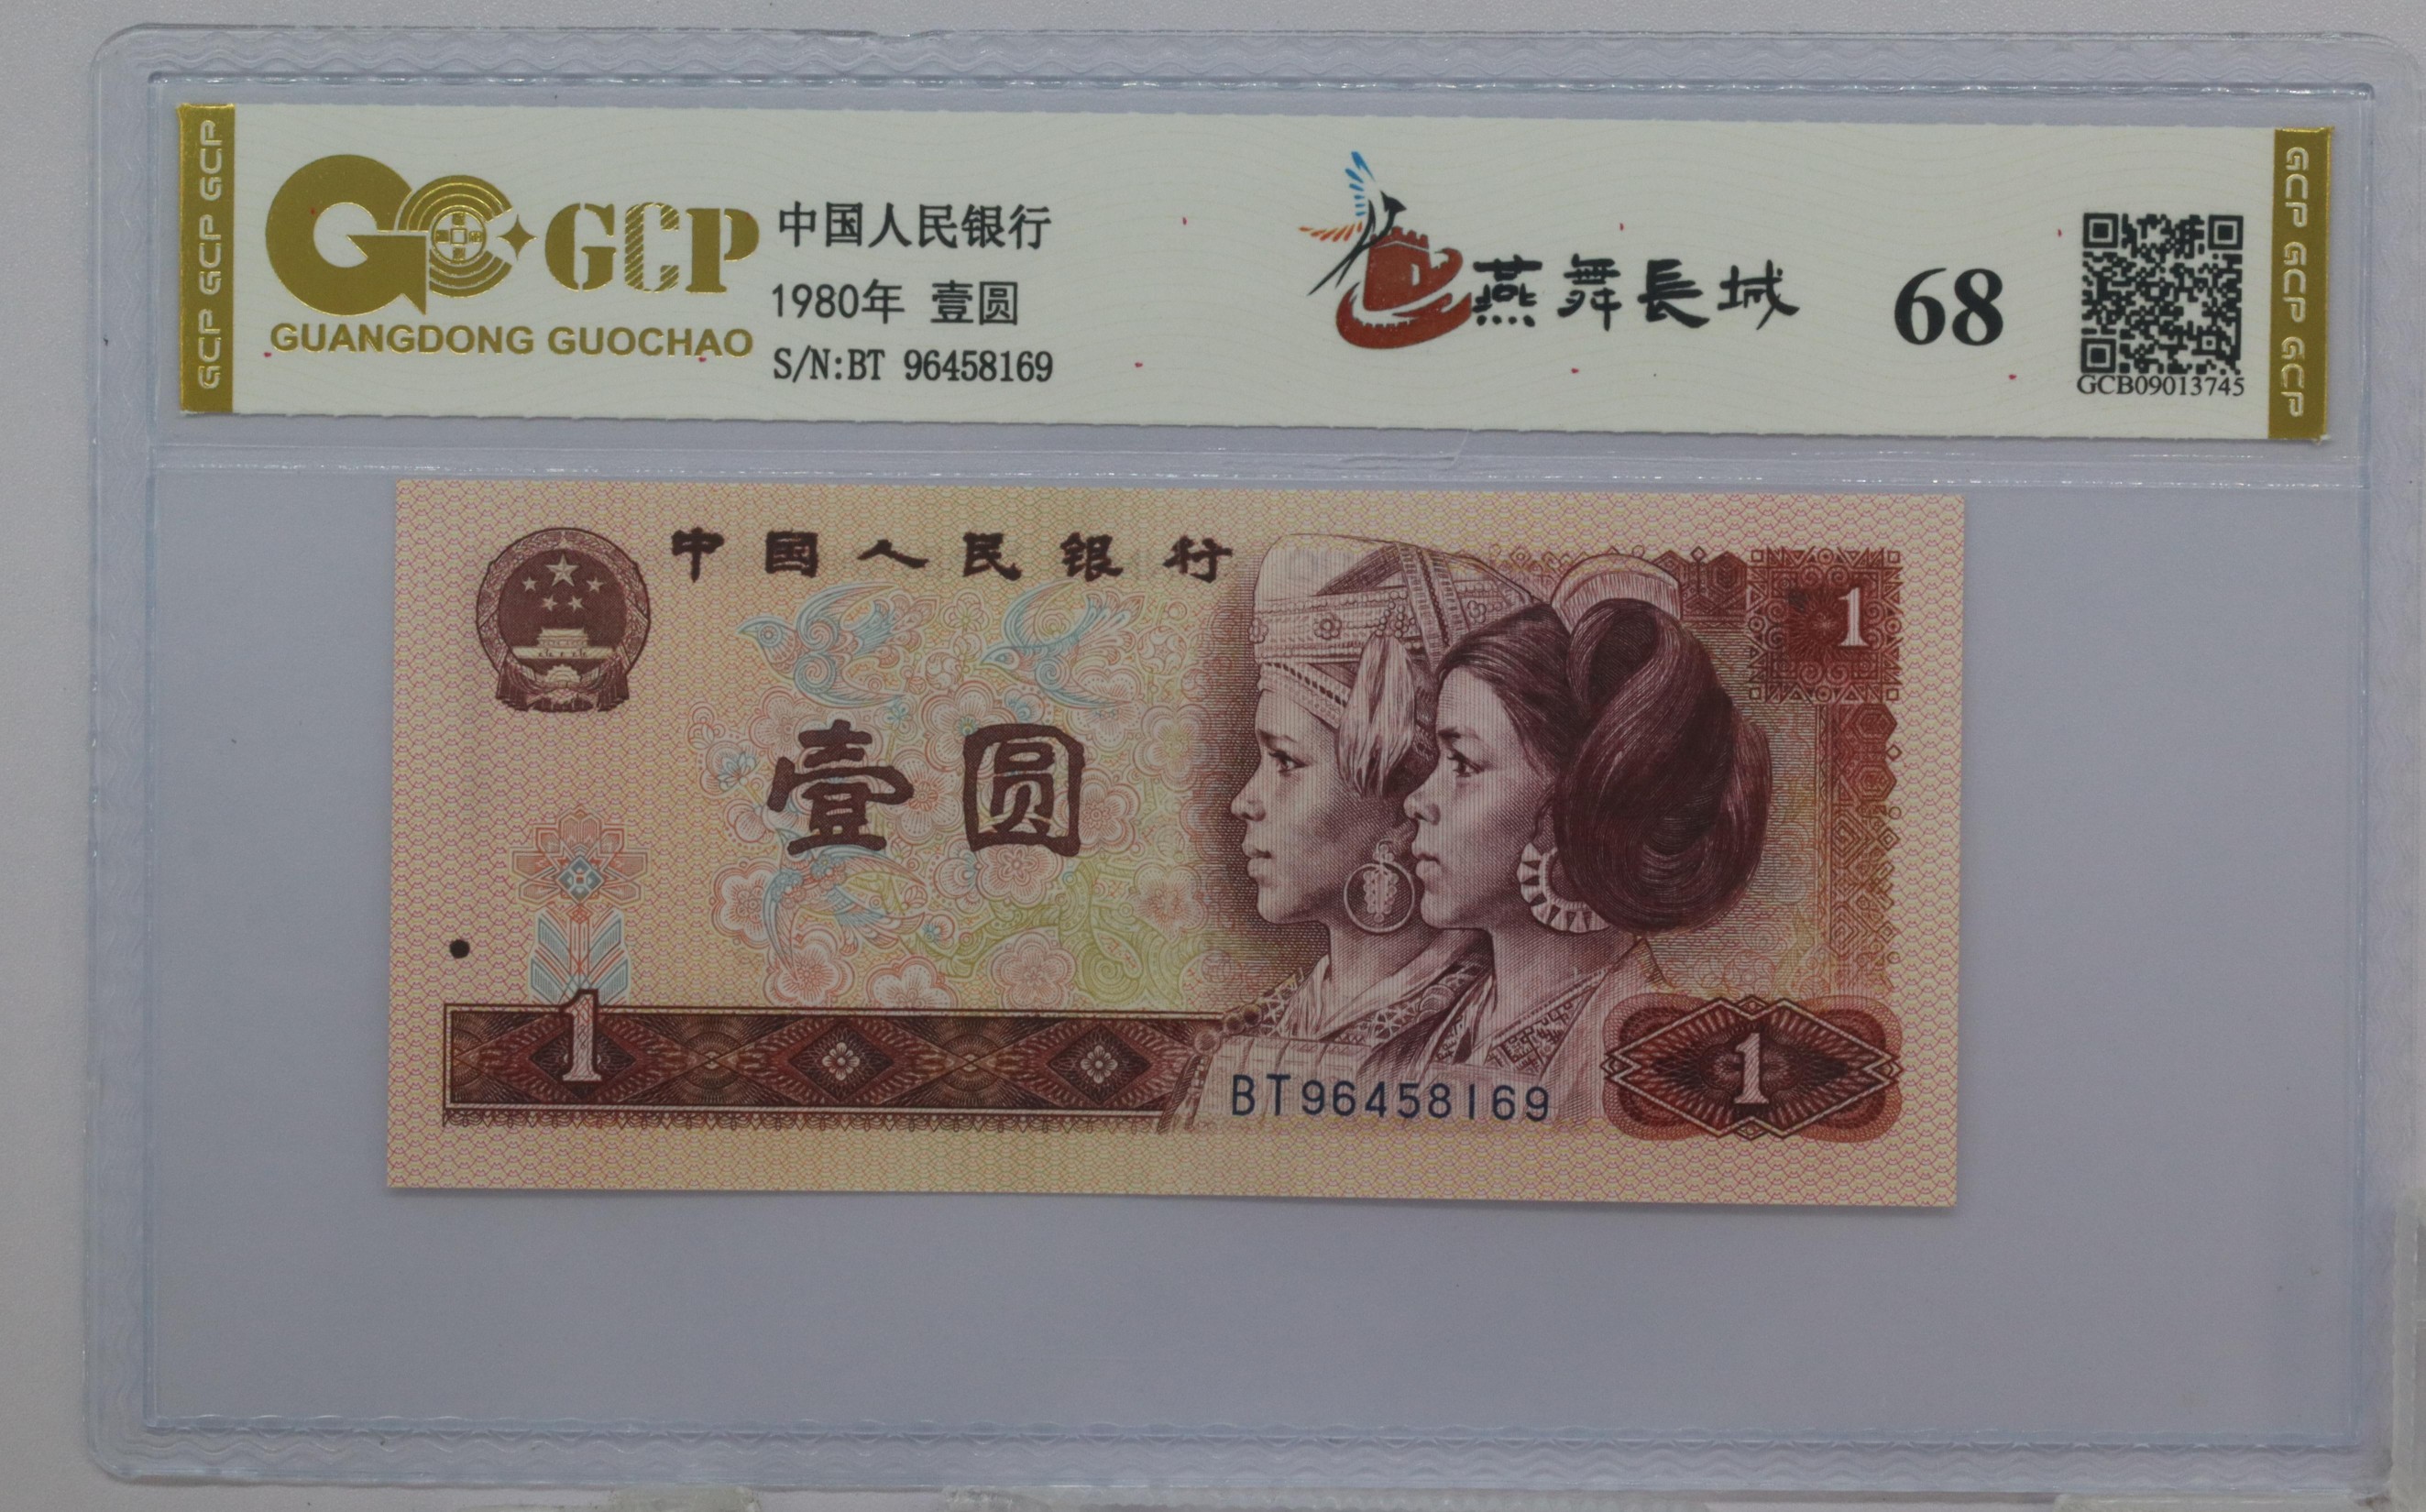 GCP GCP GCP
GCP
GUANGDONG GUOCHAO
中国人民银行
1980年 壹圆
S/N:BT 96458169
燕舞長城
68
GCB09013745
GCP GCP GCP
中国人民银行
1
壹圆
1
BT96458169
1